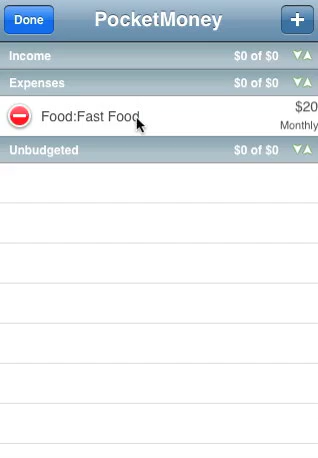 Done PocketMoney +
Income $0 of $0
Expenses $0 of $0
Food:Fast Food $20
Monthly
Unbudgeted $0 of $0